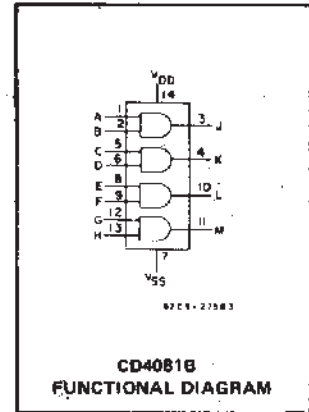 VDD
14
A 1 3 J
B 2
C 5 4 K
D 6
E 8 10 L
F 9
G 12 11 M
H 13
7
VSS
CD4081B
FUNCTIONAL DIAGRAM